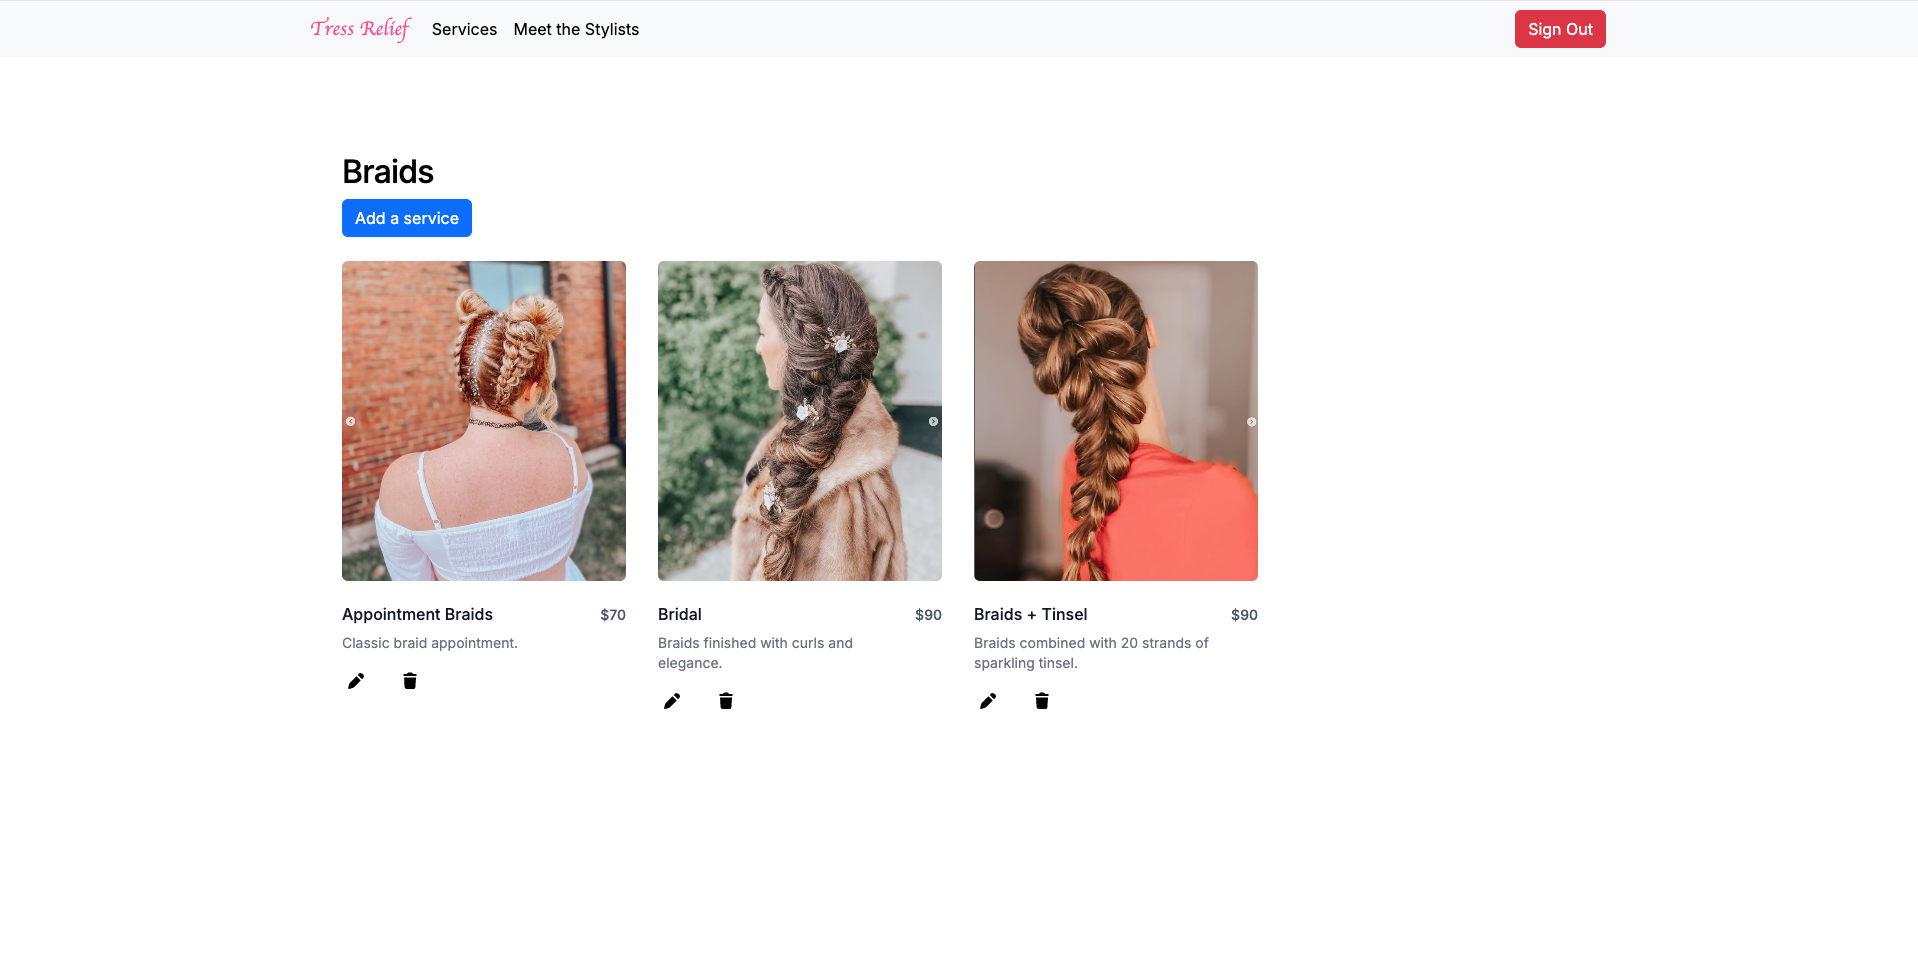 Tress Relief Services Meet the Stylists Sign Out
Braids
Add a service
Appointment Braids $70
Classic braid appointment.
Bridal $90
Braids finished with curls and
elegance.
Braids + Tinsel $90
Braids combined with 20 strands of
sparkling tinsel.